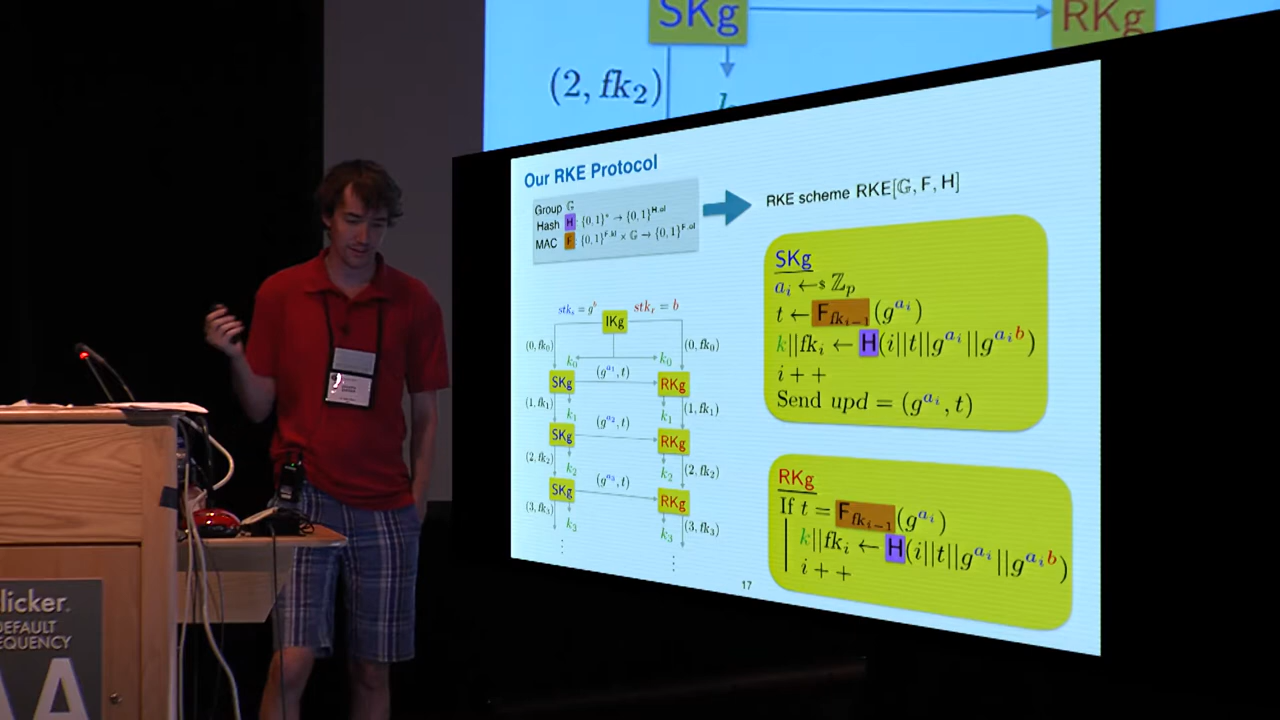 SKg
RKg
(2, fk₂)
Our RKE Protocol
Group 𝔾
Hash H : {0, 1}* → {0, 1}^H.ol
MAC F : {0, 1}^F.kl × 𝔾 → {0, 1}^F.ol
RKE scheme RKE[𝔾, F, H]
stkₛ = g^b
stkᵣ = b
IKg
(0, fk₀)
(0, fk₀)
k₀
k₀
(g^a₁, t)
SKg
RKg
(1, fk₁)
(1, fk₁)
k₁
k₁
(g^a₂, t)
SKg
RKg
(2, fk₂)
(2, fk₂)
k₂
k₂
(g^a₃, t)
SKg
RKg
(3, fk₃)
(3, fk₃)
k₃
k₃
SKg
aᵢ ←$ ℤₚ
t ← F_fkᵢ₋₁(g^aᵢ)
k||fkᵢ ← H(i||t||g^aᵢ||g^aᵢb)
i + +
Send upd = (g^aᵢ, t)
RKg
If t = F_fkᵢ₋₁(g^aᵢ)
k||fkᵢ ← H(i||t||g^aᵢ||g^aᵢb)
i + +
17
licker.
DEFAULT
EQUENCY
AA